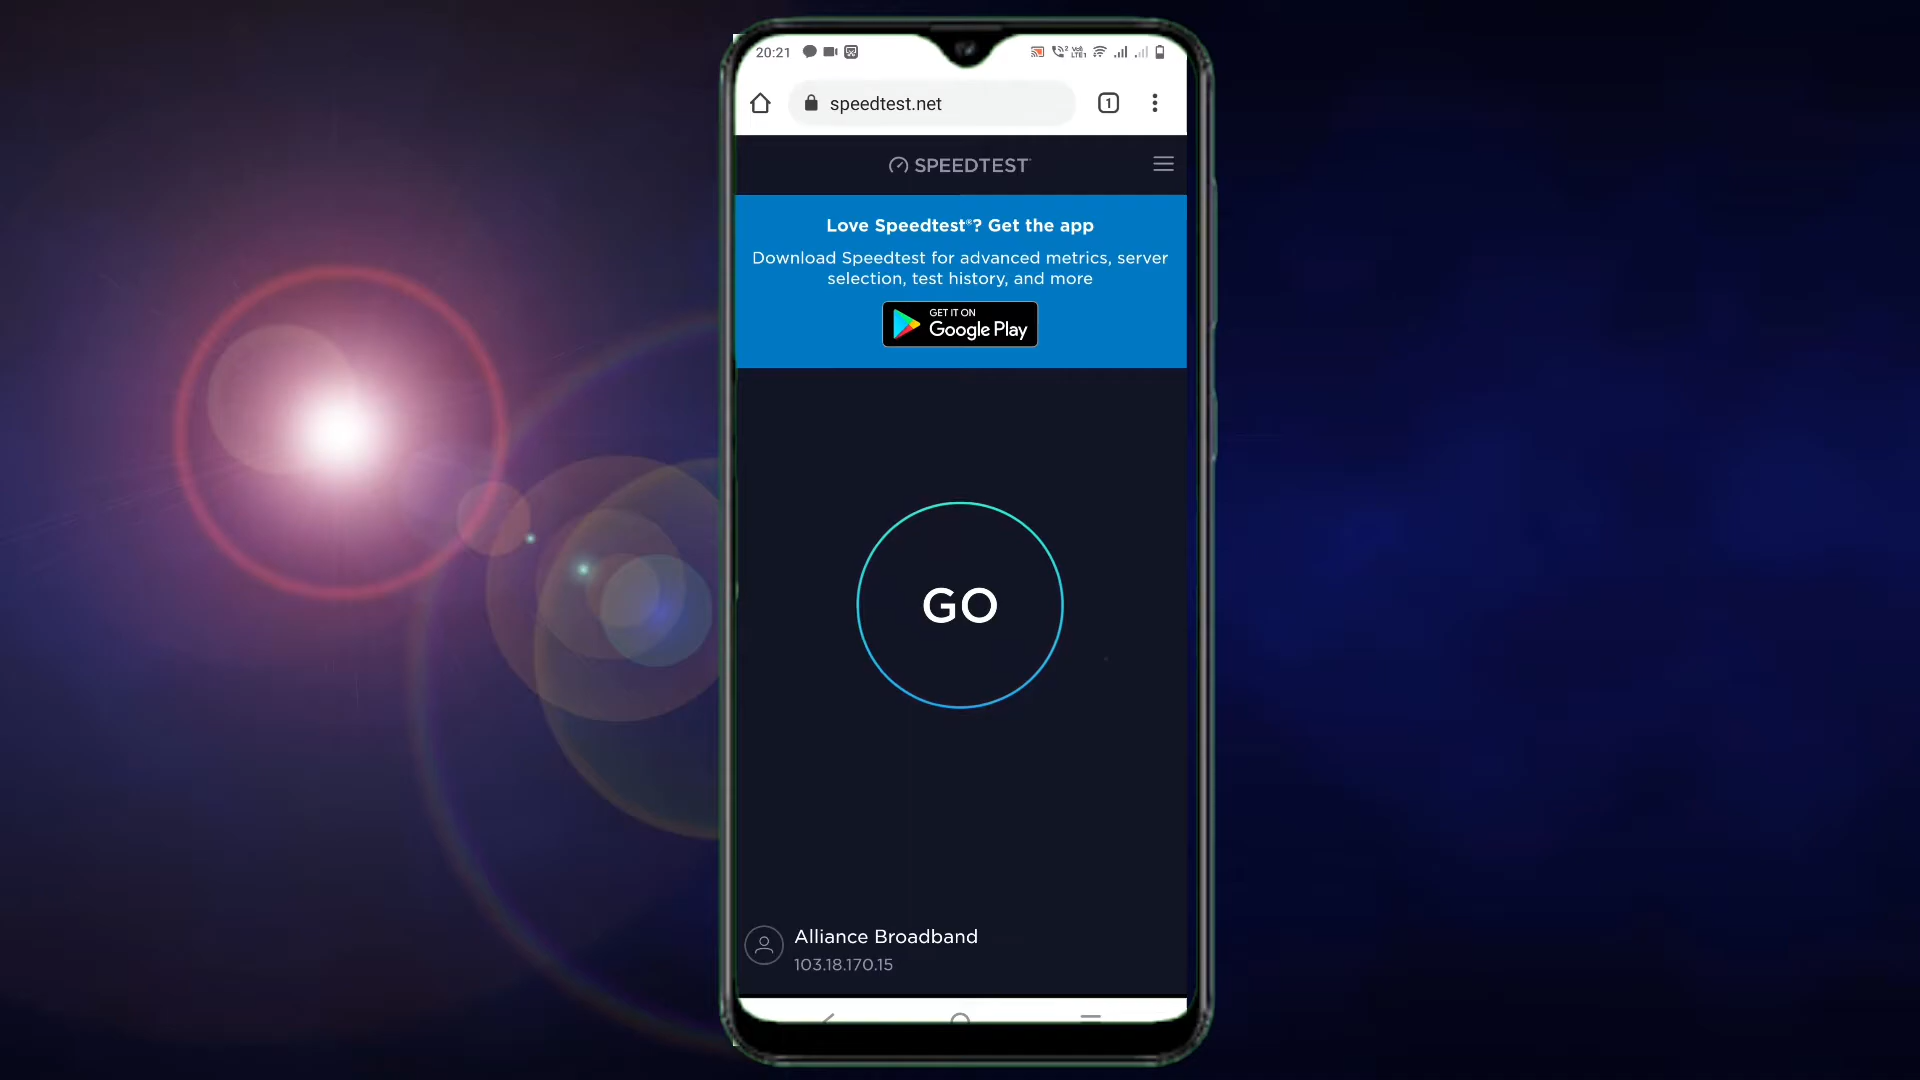 20:21
speedtest.net
1
SPEEDTEST
Love Speedtest®? Get the app
Download Speedtest for advanced metrics, server
selection, test history, and more
GET IT ON
Google Play
GO
Alliance Broadband
103.18.170.15